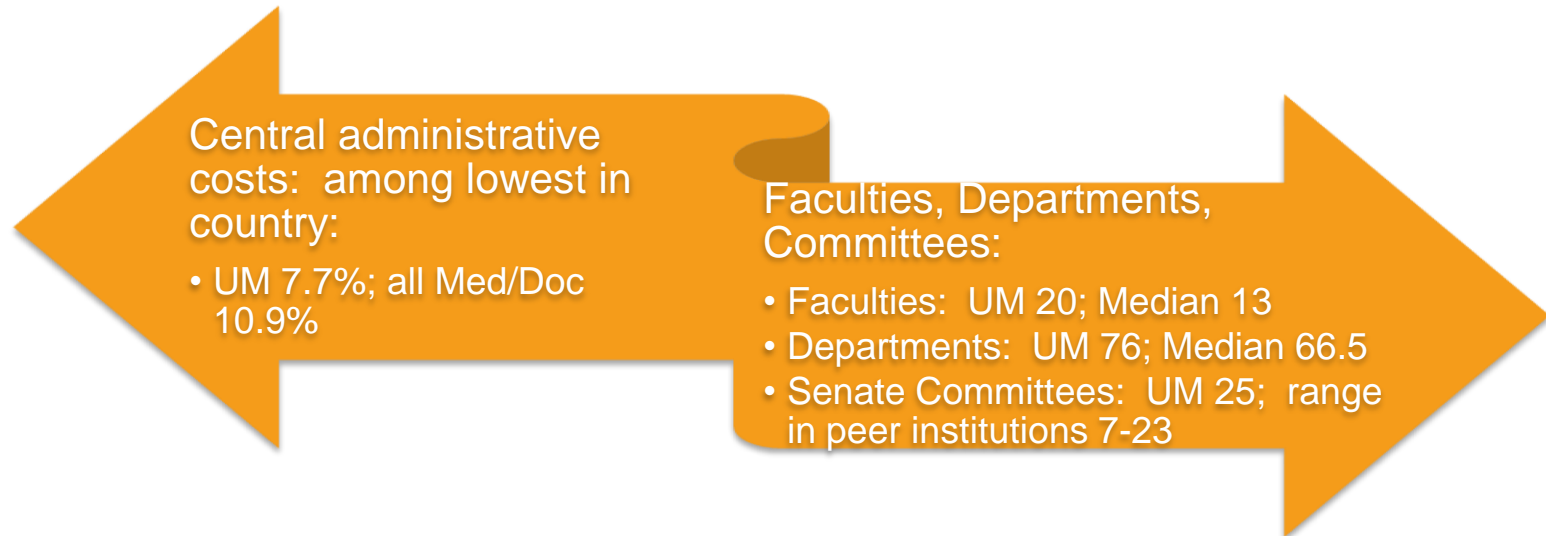 Central administrative
costs:  among lowest in
country:
• UM 7.7%; all Med/Doc
10.9%
Faculties, Departments,
Committees:
• Faculties:  UM 20; Median 13
• Departments:  UM 76; Median 66.5
• Senate Committees:  UM 25;  range
in peer institutions 7-23